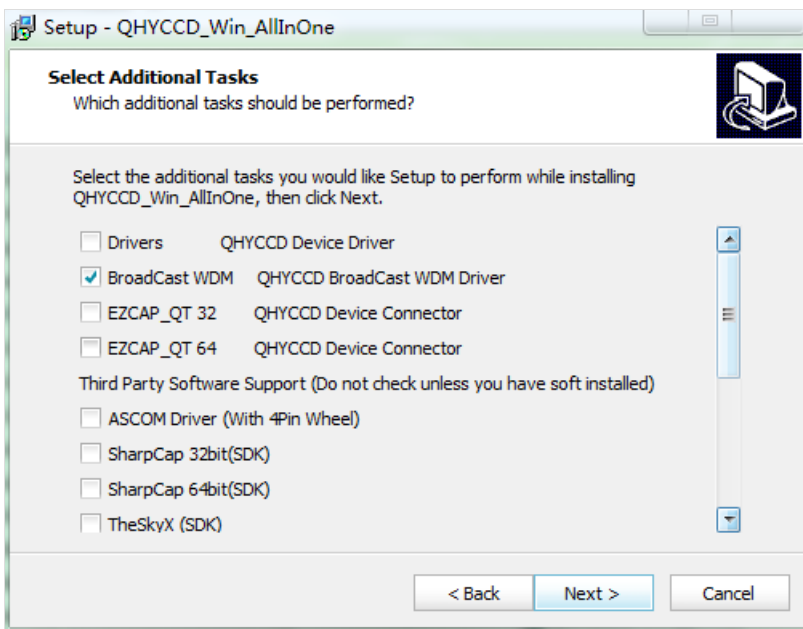 Setup - QHYCCD_Win_AllInOne
Select Additional Tasks
Which additional tasks should be performed?
Select the additional tasks you would like Setup to perform while installing
QHYCCD_Win_AllInOne, then click Next.
Drivers QHYCCD Device Driver
BroadCast WDM QHYCCD BroadCast WDM Driver
EZCAP_QT 32 QHYCCD Device Connector
EZCAP_QT 64 QHYCCD Device Connector
Third Party Software Support (Do not check unless you have soft installed)
ASCOM Driver (With 4Pin Wheel)
SharpCap 32bit(SDK)
SharpCap 64bit(SDK)
TheSkyX (SDK)
< Back Next > Cancel